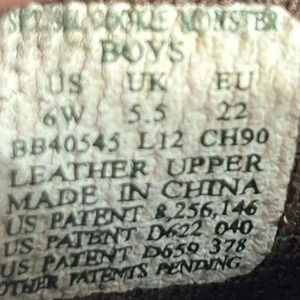 COOKIE MONSTER
BOYS
US UK EU
6W 5.5 22
BB40545 L12 CH90
LEATHER UPPER
MADE IN CHINA
US PATENT 8,256,146
US PATENT D622 040
US PATENT D659 378
OTHER PATENTS PENDING